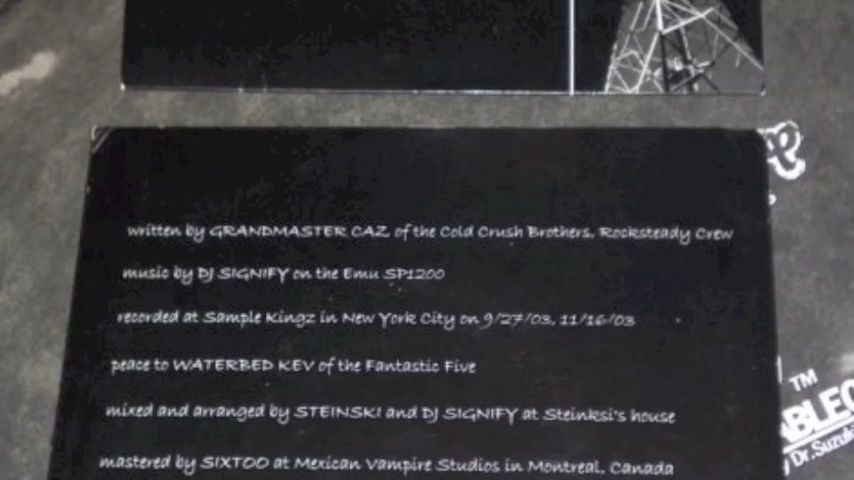 written by GRANDMASTER CAZ of the Cold Crush Brothers, Rocksteady Crew
music by DJ SIGNIFY on the Emu SP1200
recorded at Sample Kingz in New York City on 9/27/03, 11/16/03
peace to WATERBED KEV of the Fantastic Five
mixed and arranged by STEINSKI and DJ SIGNIFY at Steinksi's house
mastered by SIXTOO at Mexican Vampire Studios in Montreal, Canada
TM
Dr.Suzuki